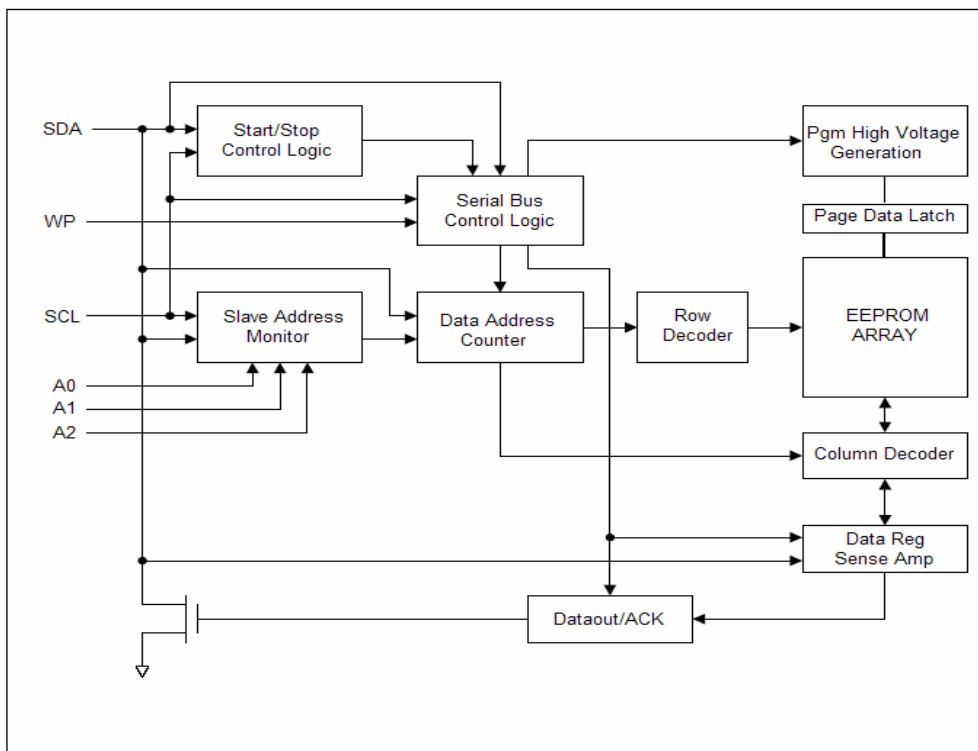 SDA
Start/Stop
Control Logic
Pgm High Voltage
Generation
WP
Serial Bus
Control Logic
Page Data Latch
SCL
Slave Address
Monitor
Data Address
Counter
Row
Decoder
EEPROM
ARRAY
A0
A1
A2
Column Decoder
Data Reg
Sense Amp
Dataout/ACK